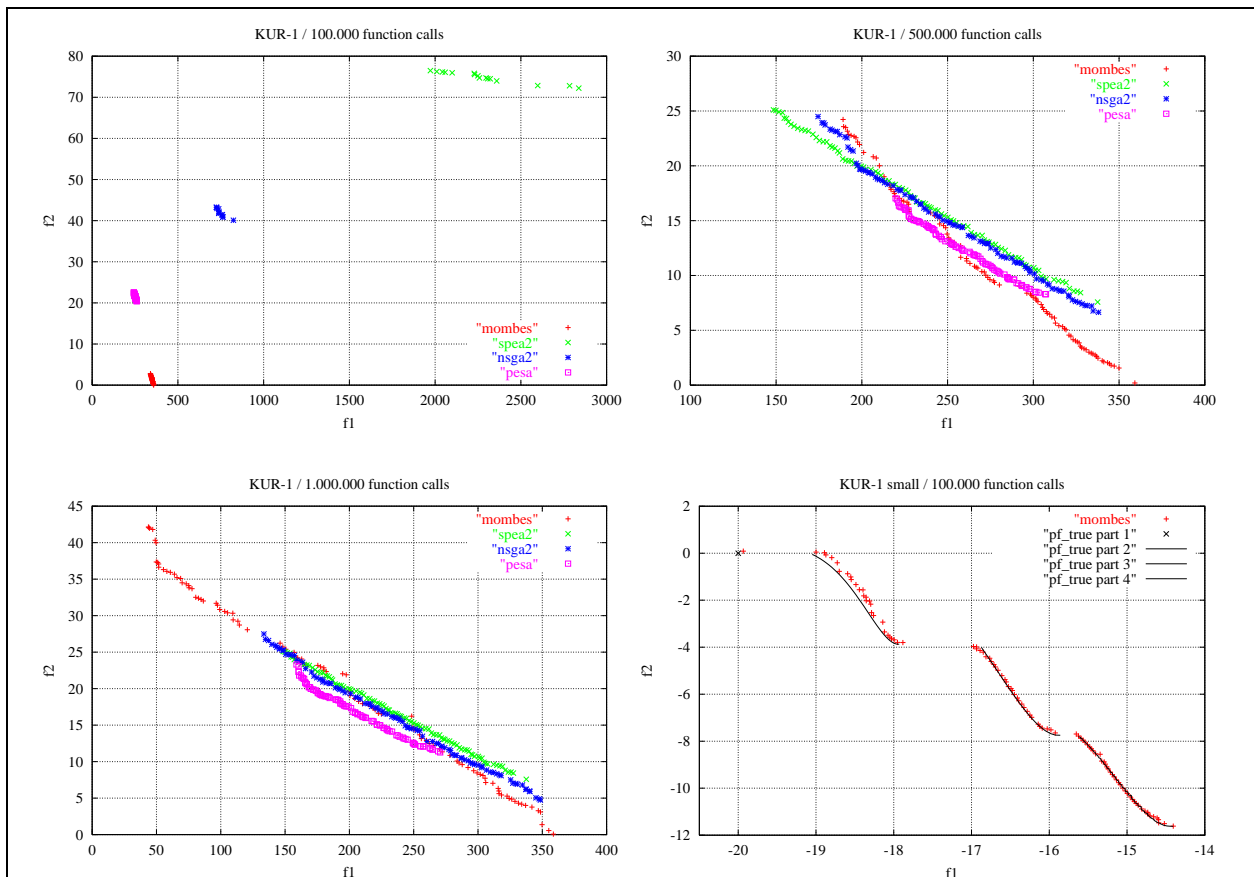 KUR-1 / 100.000 function calls
80
70
60
50
40
30
20
10
0
0 500 1000 1500 2000 2500 3000
f2
f1
"mombes"
"spea2"
"nsga2"
"pesa"
KUR-1 / 500.000 function calls
30
25
20
15
10
5
0
100 150 200 250 300 350 400
f2
f1
"mombes"
"spea2"
"nsga2"
"pesa"
KUR-1 / 1.000.000 function calls
45
40
35
30
25
20
15
10
5
0
0 50 100 150 200 250 300 350 400
f2
f1
"mombes"
"spea2"
"nsga2"
"pesa"
KUR-1 small / 100.000 function calls
2
0
-2
-4
-6
-8
-10
-12
-20 -19 -18 -17 -16 -15 -14
f2
f1
"mombes"
"pf_true part 1"
"pf_true part 2"
"pf_true part 3"
"pf_true part 4"